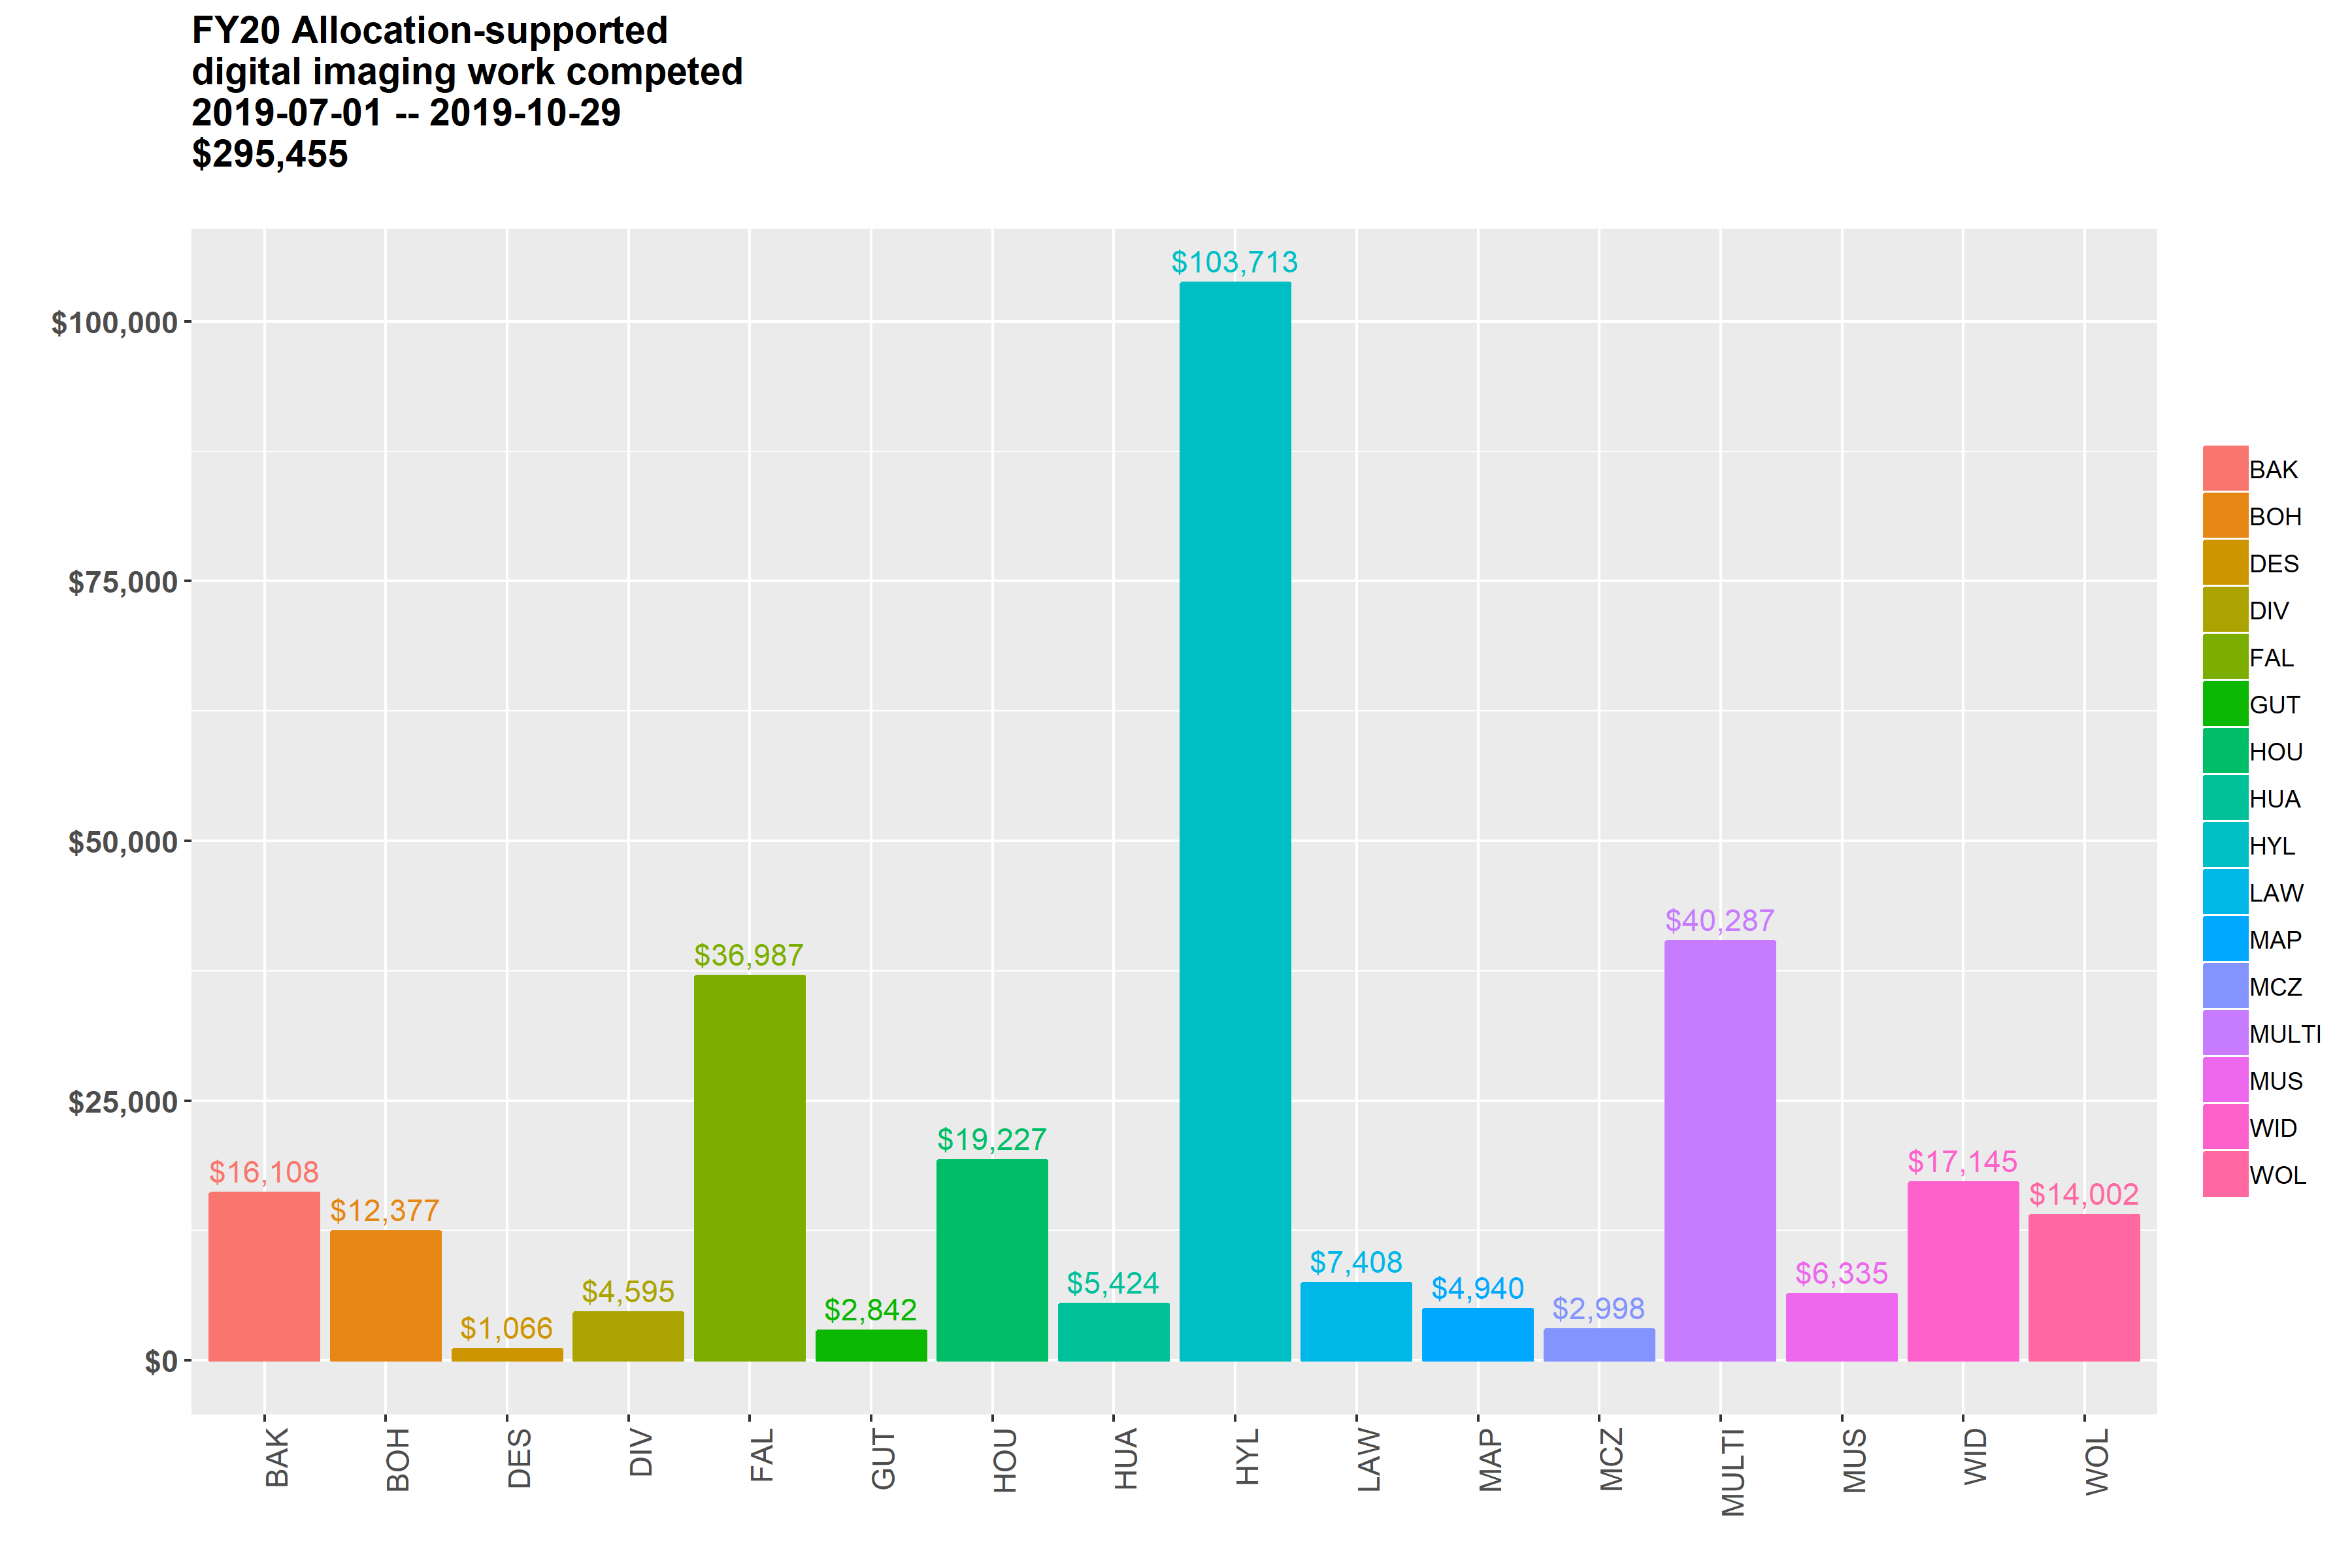 FY20 Allocation-supported
digital imaging work competed
2019-07-01 -- 2019-10-29
$295,455
$100,000
$75,000
$50,000
$25,000
$0
$16,108
$12,377
$1,066
$4,595
$36,987
$2,842
$19,227
$5,424
$103,713
$7,408
$4,940
$2,998
$40,287
$6,335
$17,145
$14,002
BAK
BOH
DES
DIV
FAL
GUT
HOU
HUA
HYL
LAW
MAP
MCZ
MULTI
MUS
WID
WOL
BAK
BOH
DES
DIV
FAL
GUT
HOU
HUA
HYL
LAW
MAP
MCZ
MULTI
MUS
WID
WOL